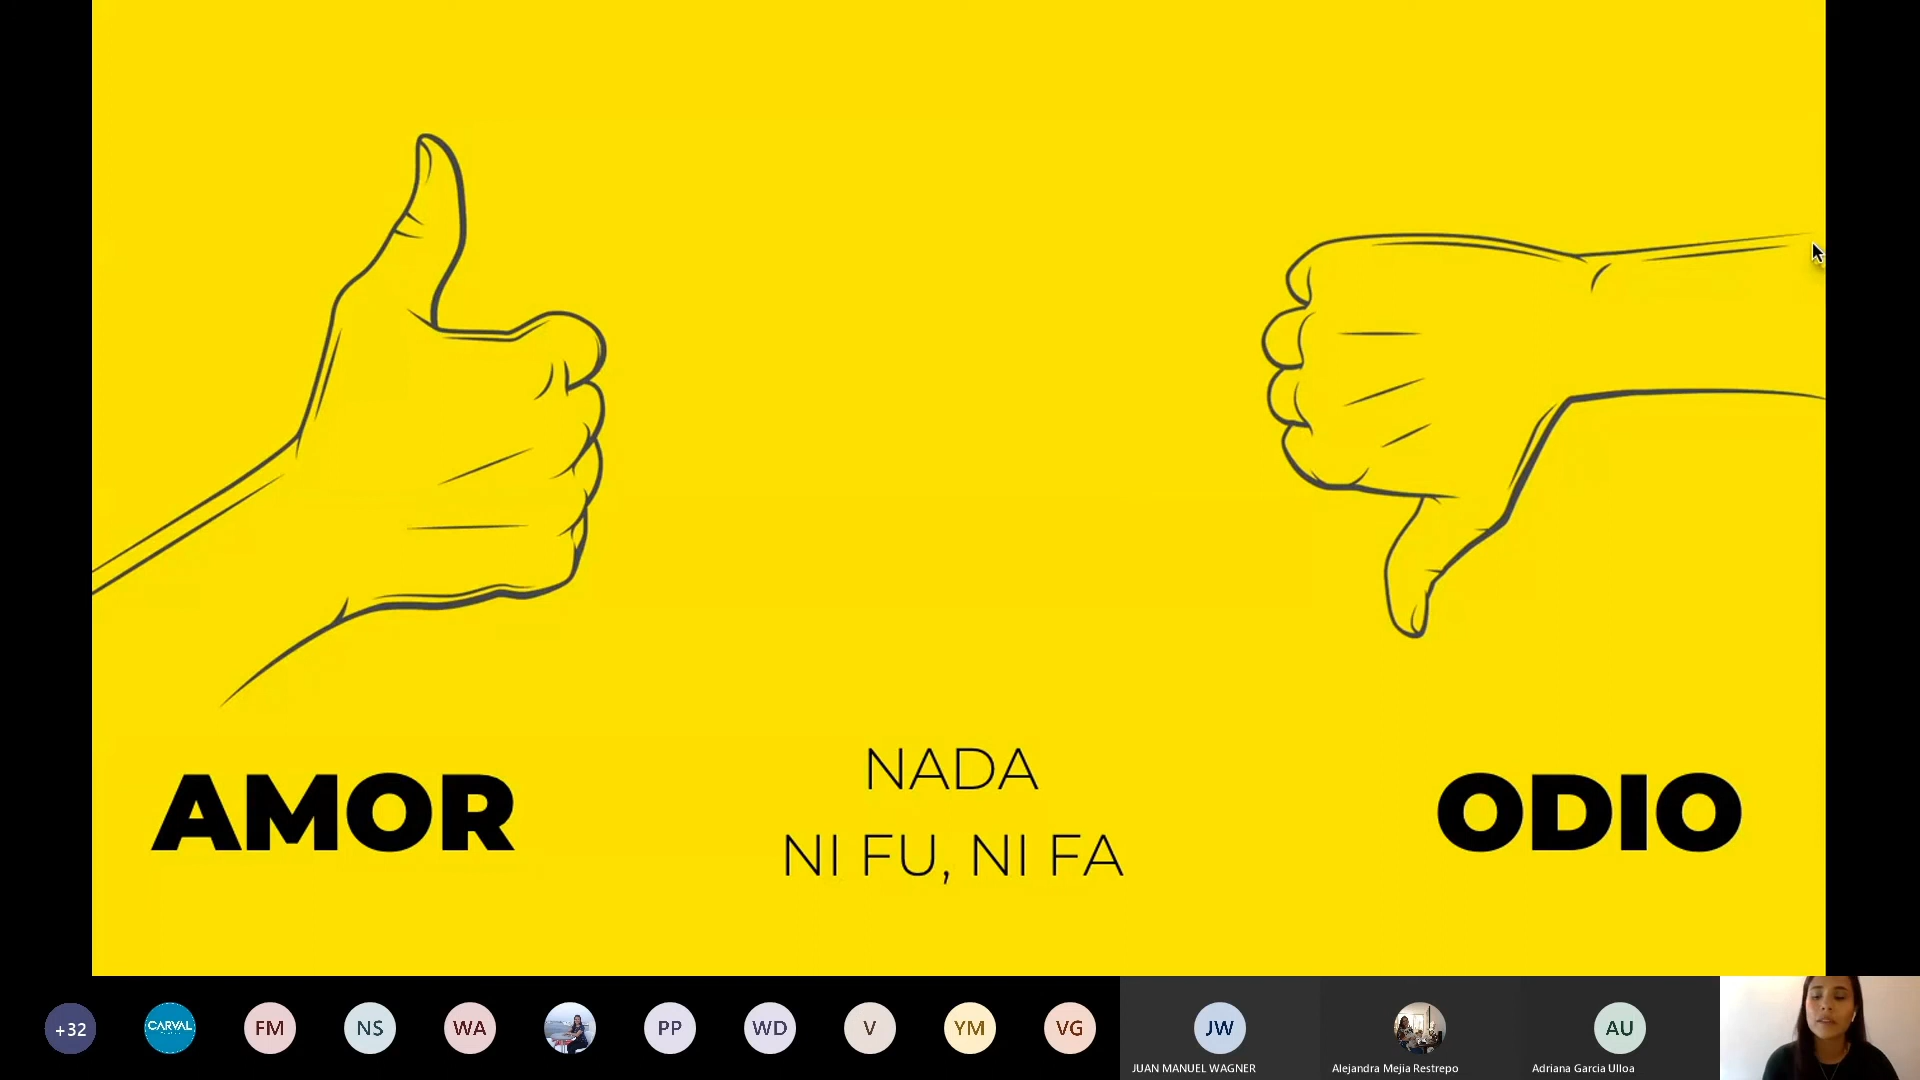 AMOR
NADA
NI FU, NI FA
ODIO
+32
CARVAL
FM
NS
WA
PP
WD
V
YM
VG
JW
AU
JUAN MANUEL WAGNER
Alejandra Mejia Restrepo
Adriana Garcia Ulloa